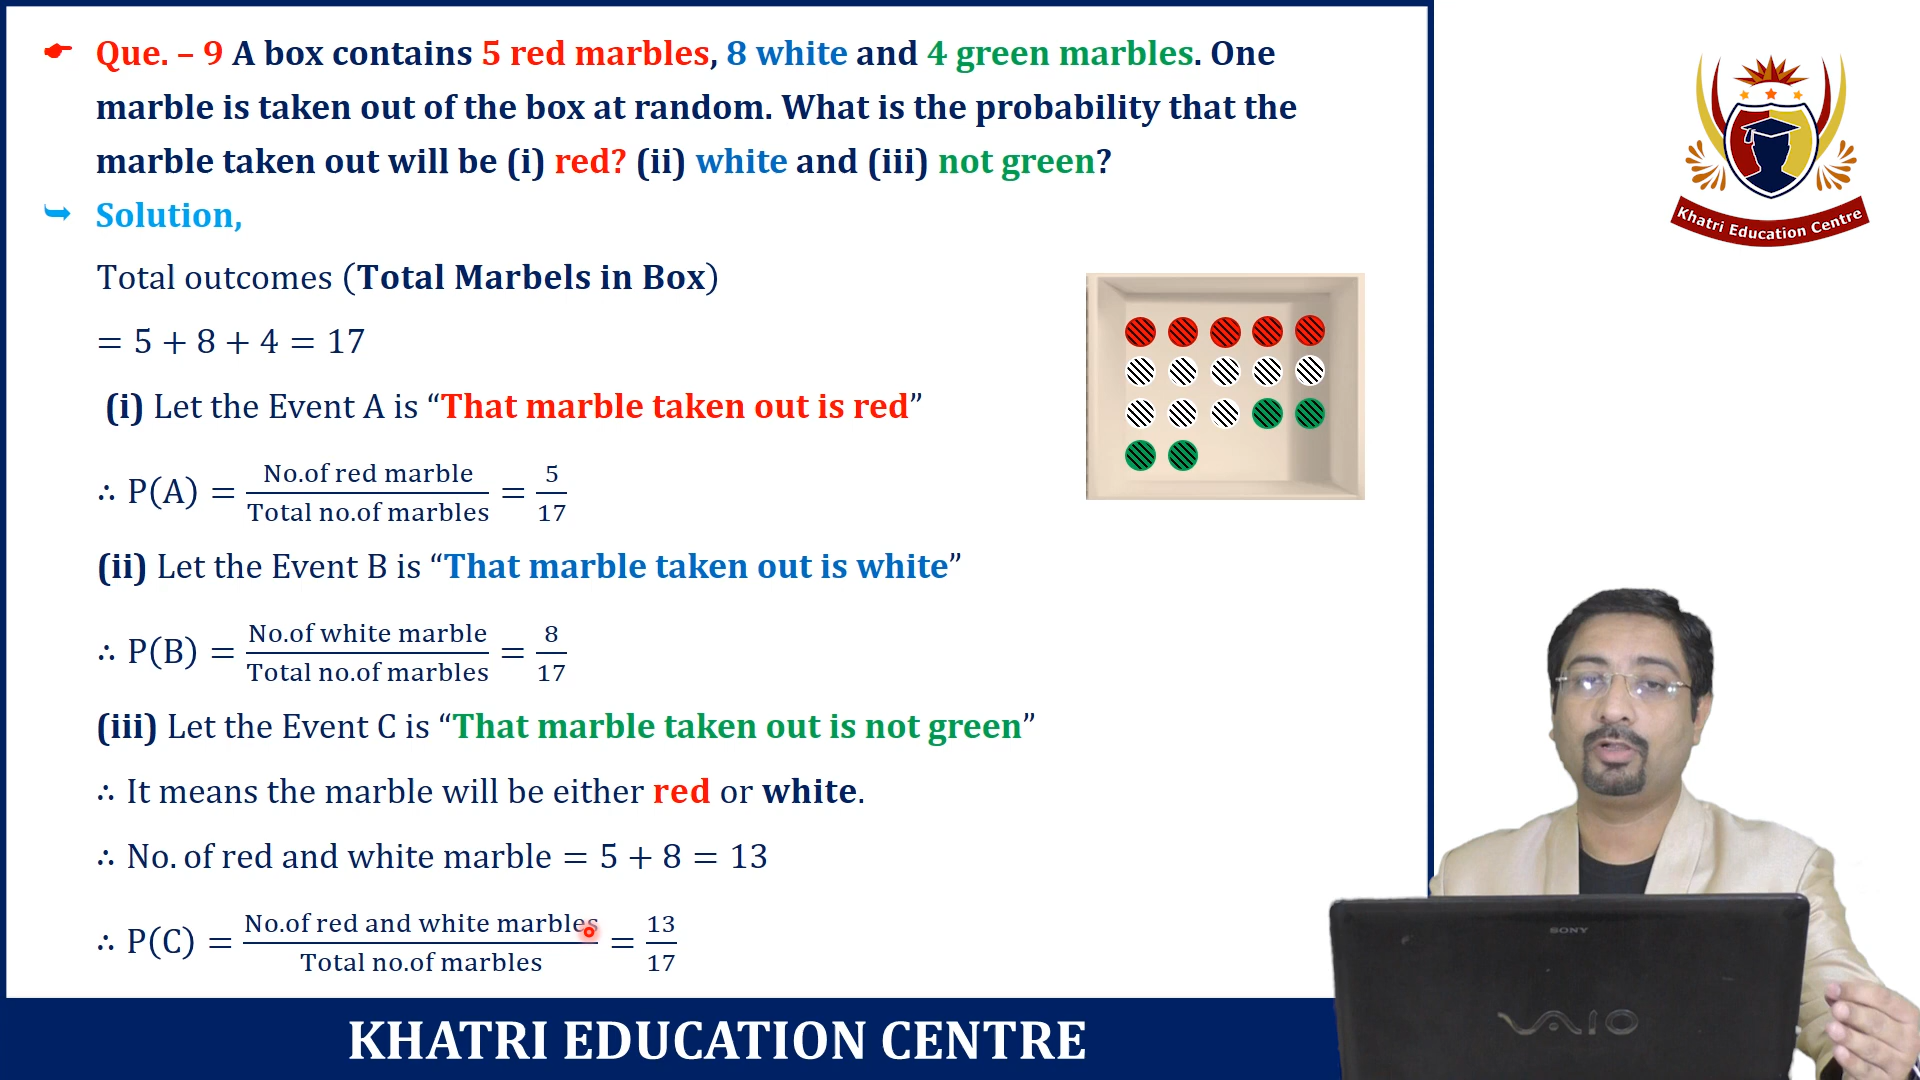 Que. – 9 A box contains 5 red marbles, 8 white and 4 green marbles. One
marble is taken out of the box at random. What is the probability that the
marble taken out will be (i) red? (ii) white and (iii) not green?
Solution,
Total outcomes (Total Marbels in Box)
= 5 + 8 + 4 = 17
(i) Let the Event A is “That marble taken out is red”
∴ P(A) = No.of red marble / Total no.of marbles = 5 / 17
(ii) Let the Event B is “That marble taken out is white”
∴ P(B) = No.of white marble / Total no.of marbles = 8 / 17
(iii) Let the Event C is “That marble taken out is not green”
∴ It means the marble will be either red or white.
∴ No. of red and white marble = 5 + 8 = 13
∴ P(C) = No.of red and white marbles / Total no.of marbles = 13 / 17
KHATRI EDUCATION CENTRE
Khatri Education Centre
SONY
VAIO